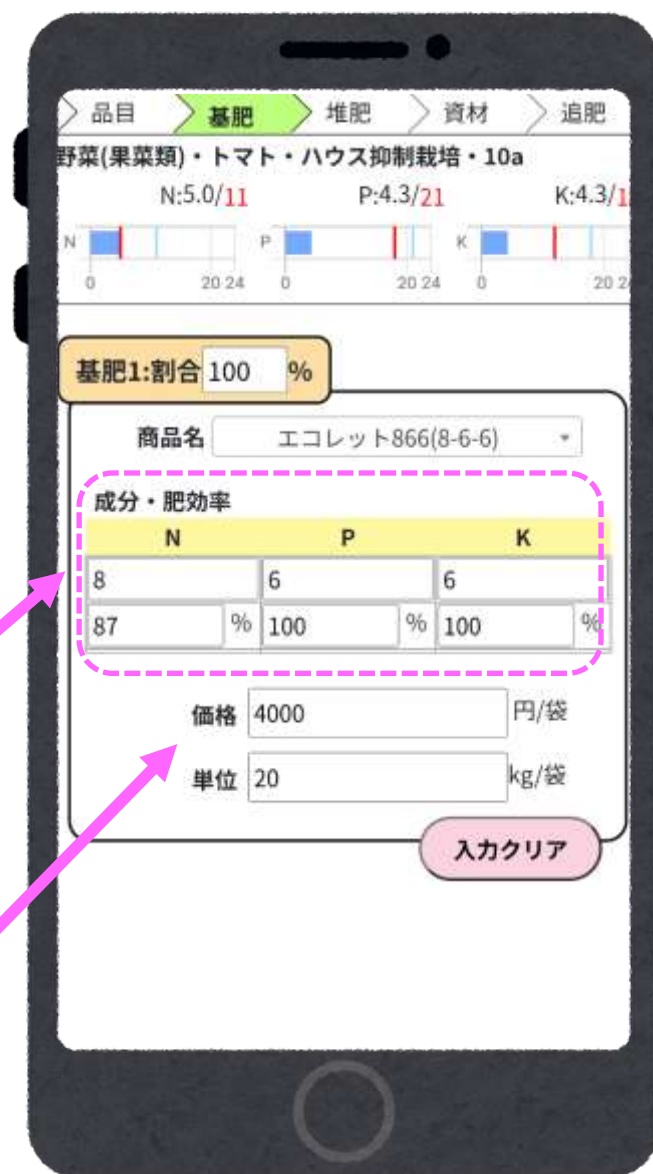 品目 基肥 堆肥 資材 追肥
野菜(果菜類)・トマト・ハウス抑制栽培・10a
N:5.0/11 P:4.3/21 K:4.3/1
N P K
0 20 24 0 20 24 0 20 2
基肥1:割合 100 %
商品名 エコレット866(8-6-6)
成分・肥効率
N P K
8 6 6
87 % 100 % 100 %
価格 4000 円/袋
単位 20 kg/袋
入力クリア